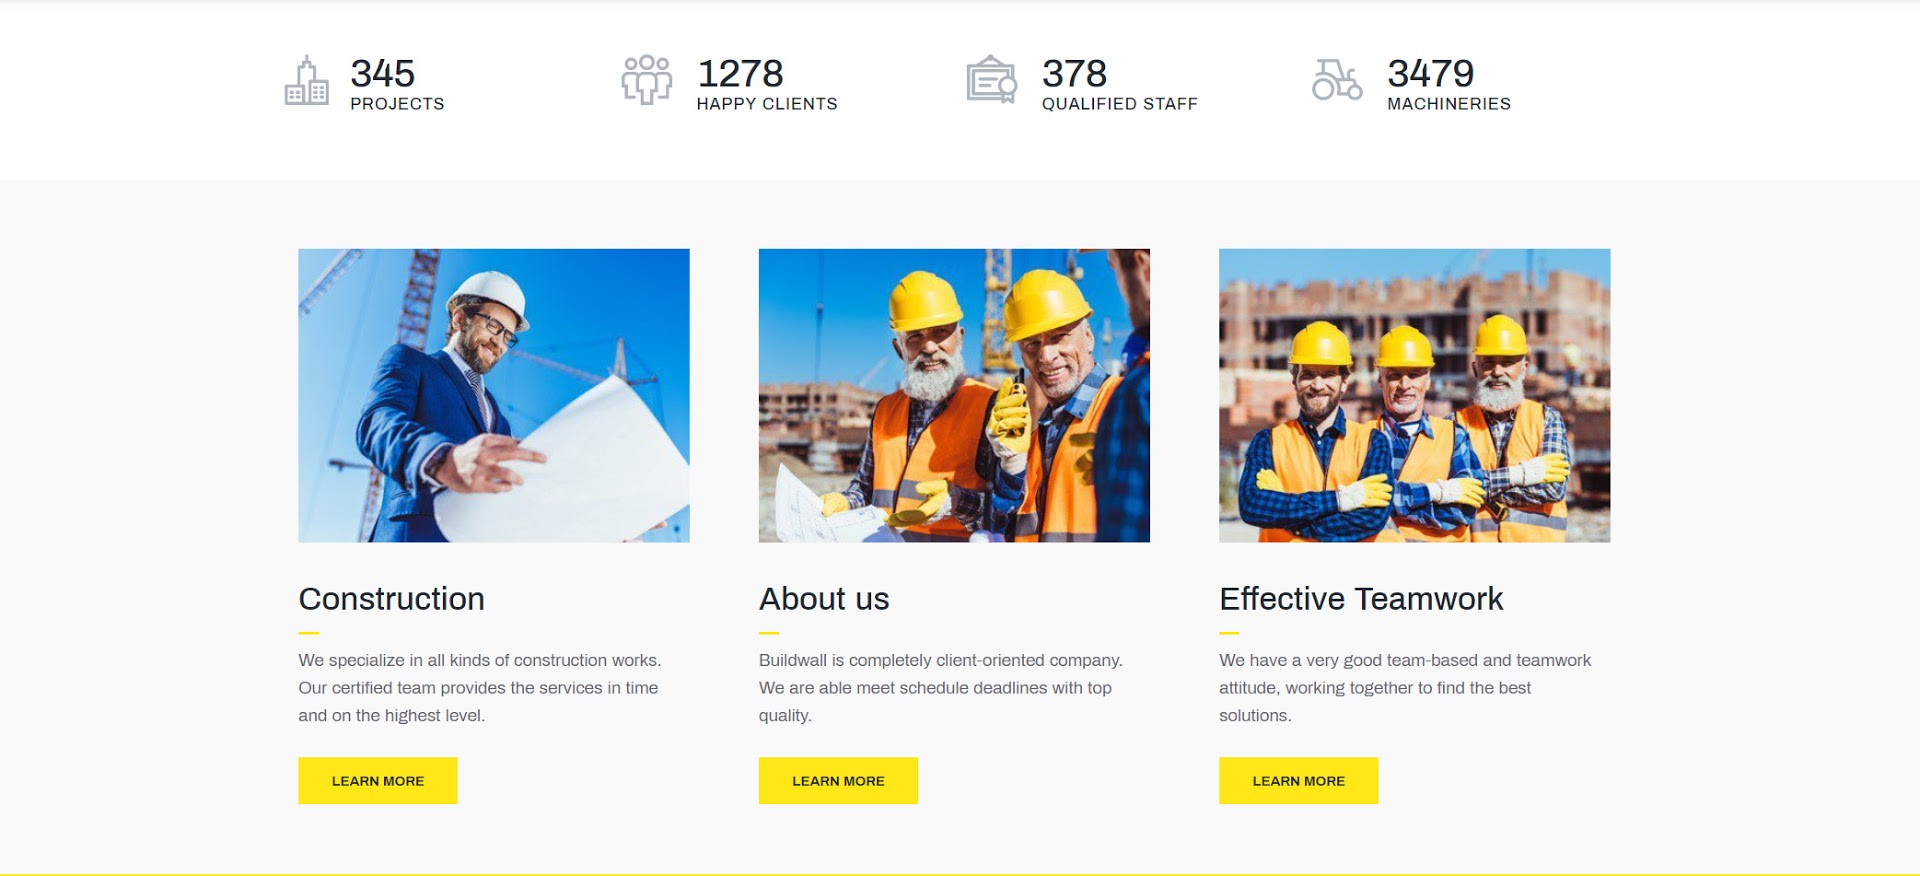 345
PROJECTS
1278
HAPPY CLIENTS
378
QUALIFIED STAFF
3479
MACHINERIES
Construction
We specialize in all kinds of construction works.
Our certified team provides the services in time
and on the highest level.
LEARN MORE
About us
Buildwall is completely client-oriented company.
We are able meet schedule deadlines with top
quality.
LEARN MORE
Effective Teamwork
We have a very good team-based and teamwork
attitude, working together to find the best
solutions.
LEARN MORE